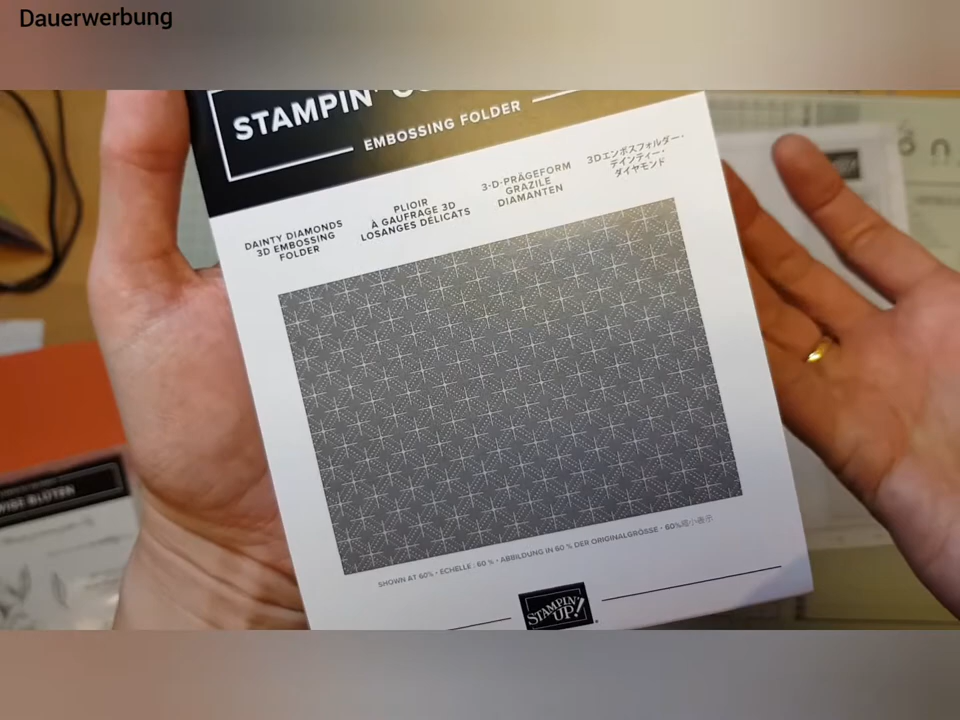 Dauerwerbung
STAMPIN'
EMBOSSING FOLDER
DAINTY DIAMONDS
3D EMBOSSING
FOLDER
PLIOIR
À GAUFRAGE 3D
LOSANGES DÉLICATS
3-D-PRÄGEFORM
GRAZILE
DIAMANTEN
3Dエンボスフォルダー・
デインティー・
ダイヤモンド
SHOWN AT 60% • ÉCHELLE : 60 % • ABBILDUNG IN 60 % DER ORIGINALGRÖSSE • 60%縮小表示
STAMPIN'
UP!
BLÜTEN